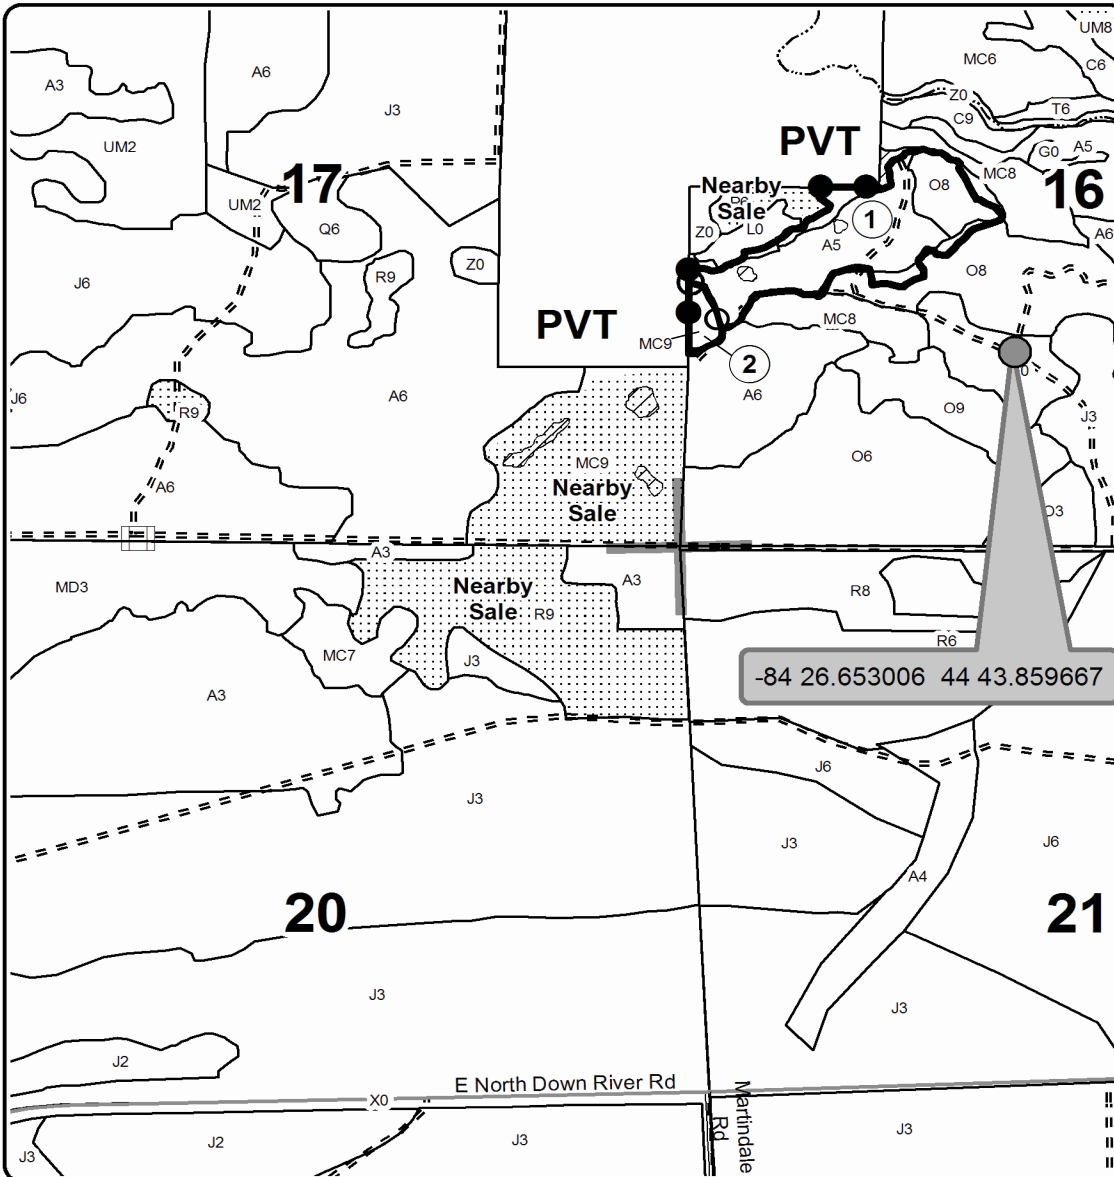 UM8
A6
MC6
C6
A3
Z0
J3
T6
C9
PVT
UM2
G0
A5
MC8
17
Nearby
Sale
O8
16
UM2
L0
1
Q6
Z0
A5
A6
Z0
O8
R9
J6
PVT
MC8
MC9
2
J6
A6
A6
O9
R9
J3
O6
MC9
A6
Nearby
Sale
O3
A3
Nearby
Sale
A3
MD3
R8
R9
R6
MC7
J3
-84 26.653006 44 43.859667
A3
J6
J3
J3
J6
A4
20
21
J3
J3
J2
E North Down River Rd
X0
Martindale
Rd
J3
J2
J3
J3